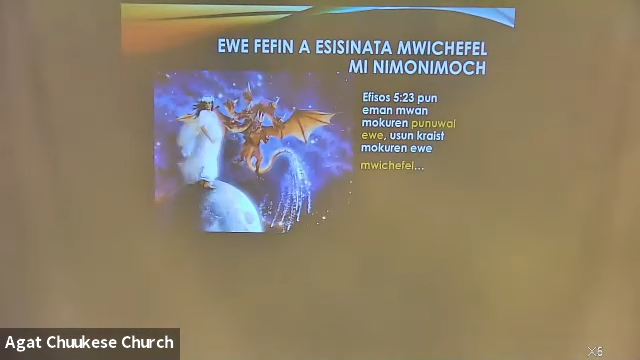 EWE FEFIN A ESISINATA MWICHEFEL
MI NIMONIMOCH
Efisos 5:23 pun
eman mwan
mokuren punuwal
ewe, usun kraist
mokuren ewe
mwichefel...
Agat Chuukese Church